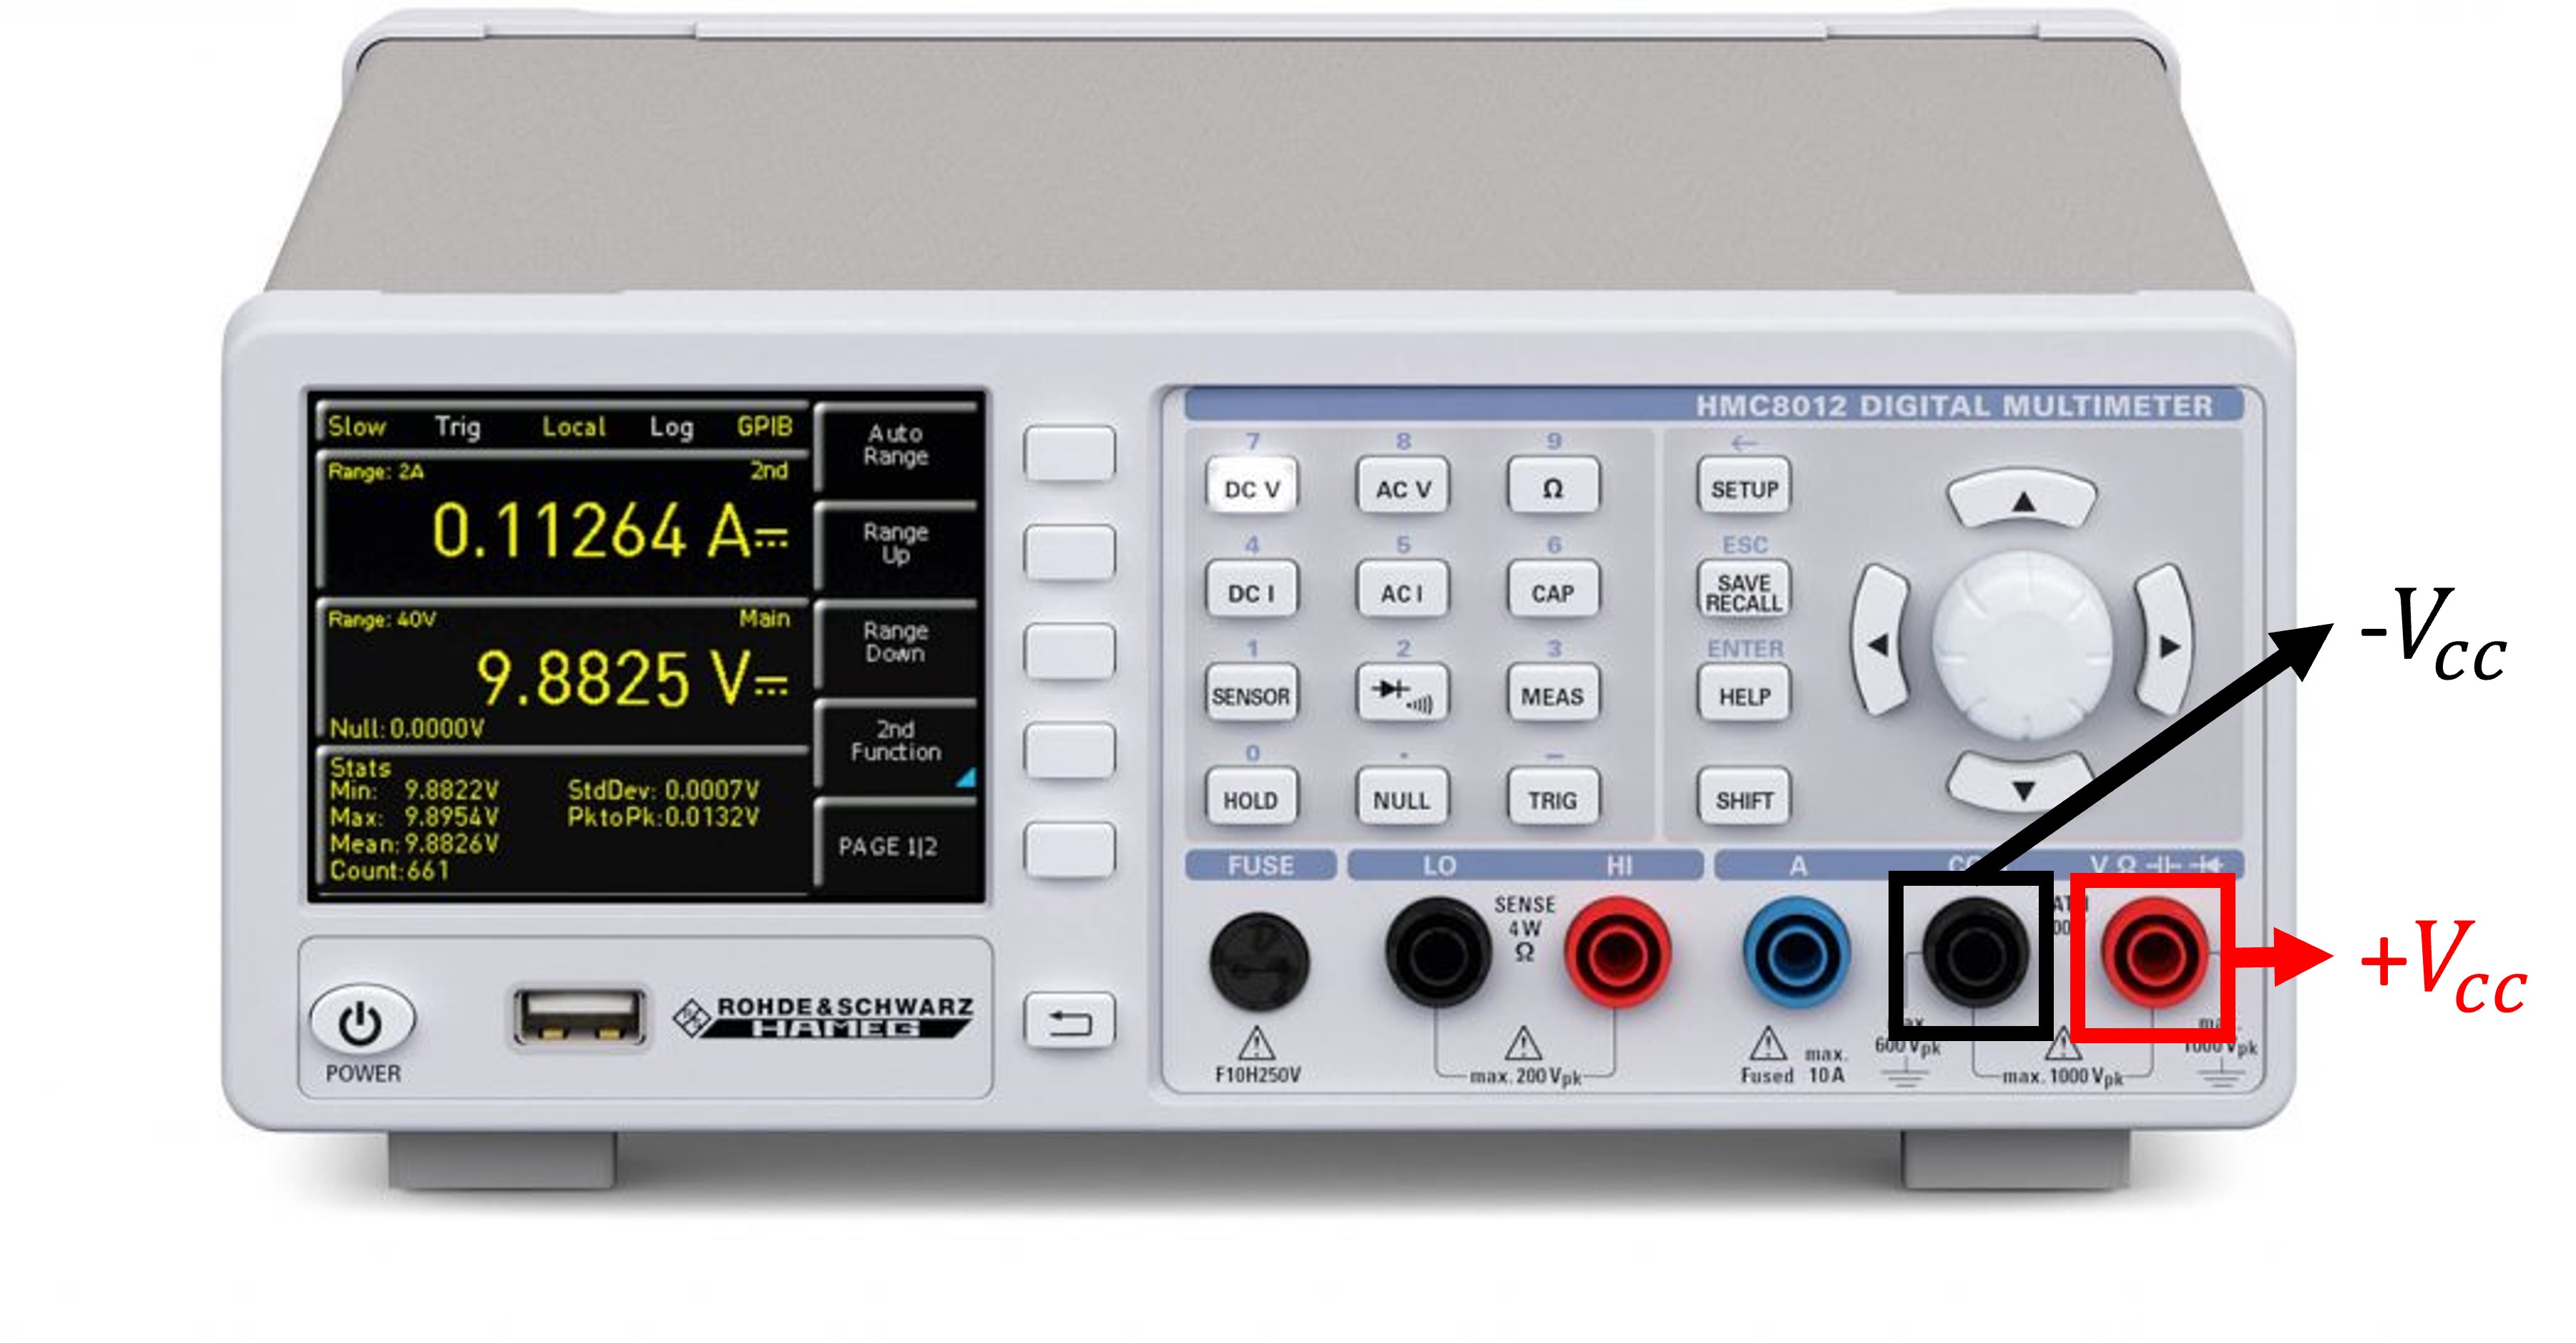 Slow Trig Local Log GPIB
Range: 2A 2nd
0.11264 A
Range: 40V Main
9.8825 V
Null: 0.0000V
Stats
Min: 9.8822V StdDev: 0.0007V
Max: 9.8954V PktoPk: 0.0132V
Mean: 9.8826V
Count: 661
Auto
Range
Range
Up
Range
Down
2nd
Function
PAGE 1|2
POWER
ROHDE & SCHWARZ
HAMEG
HMC8012 DIGITAL MULTIMETER
7 8 9 ←
DC V AC V Ω SETUP
4 5 6 ESC
DC I AC I CAP SAVE
RECALL
1 2 3 ENTER
SENSOR MEAS HELP
0 . –
HOLD NULL TRIG SHIFT
▲
◀ ▶
▼
FUSE LO HI A V Ω
SENSE
4W
Ω
F10H250V
max. 200 Vpk
max.
Fused 10A
600 Vpk
max. 1000 Vpk
1000 Vpk
-VCC
+VCC